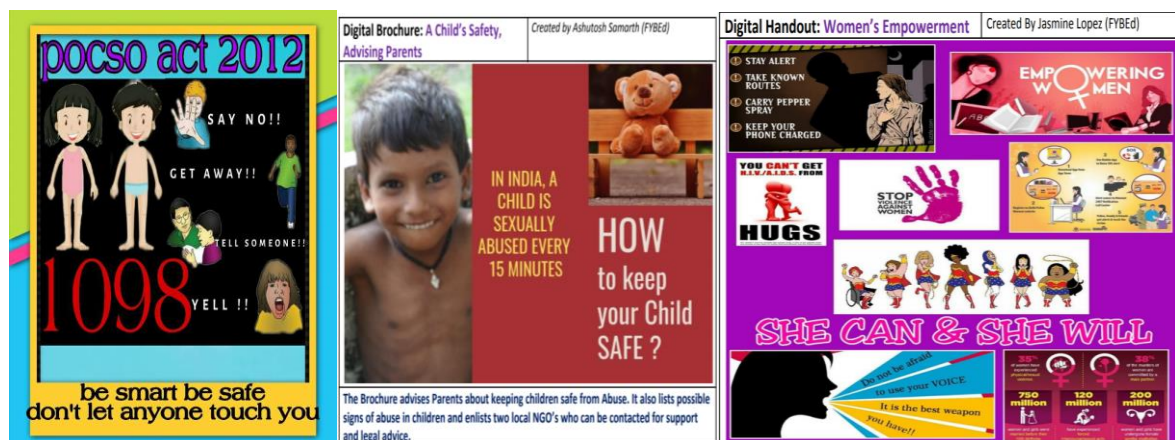 pocso act 2012
SAY NO!!
GET AWAY!!
TELL SOMEONE!!
1098
YELL !!
be smart be safe
don't let anyone touch you
Digital Brochure: A Child's Safety,
Advising Parents
Created by Ashutosh Samarth (FYBEd)
IN INDIA, A
CHILD IS
SEXUALLY
ABUSED EVERY
15 MINUTES
HOW
to keep
your Child
SAFE ?
The Brochure advises Parents about keeping children safe from Abuse. It also lists possible
signs of abuse in children and enlists two local NGO's who can be contacted for support
and legal advice.
Digital Handout: Women's Empowerment
Created By Jasmine Lopez (FYBEd)
STAY ALERT
TAKE KNOWN
ROUTES
CARRY PEPPER
SPRAY
KEEP YOUR
PHONE CHARGED
EMPOWERING
WOMEN
YOU CAN'T GET
H.I.V./A.I.D.S. FROM
HUGS
STOP
VIOLENCE
AGAINST
WOMEN
SHE CAN & SHE WILL
Do not be afraid
to use your VOICE
It is the best weapon
you have!!
35%
38%
750
million
120
million
200
million